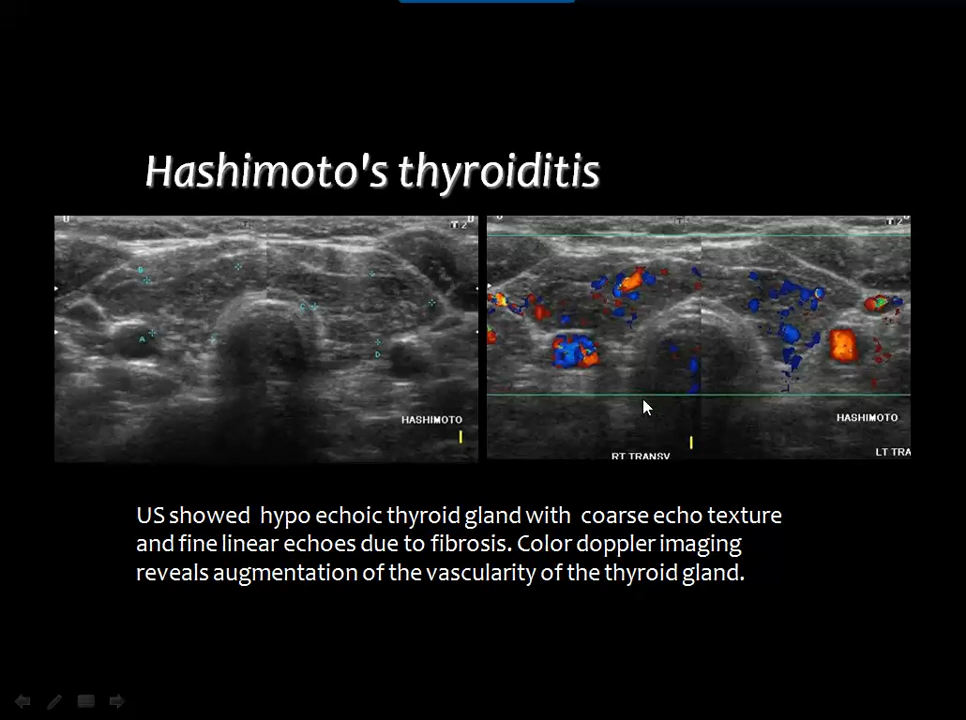 Hashimoto's thyroiditis
HASHIMOTO
HASHIMOTO
RT TRANSV
LT TRA
US showed hypo echoic thyroid gland with coarse echo texture
and fine linear echoes due to fibrosis. Color doppler imaging
reveals augmentation of the vascularity of the thyroid gland.